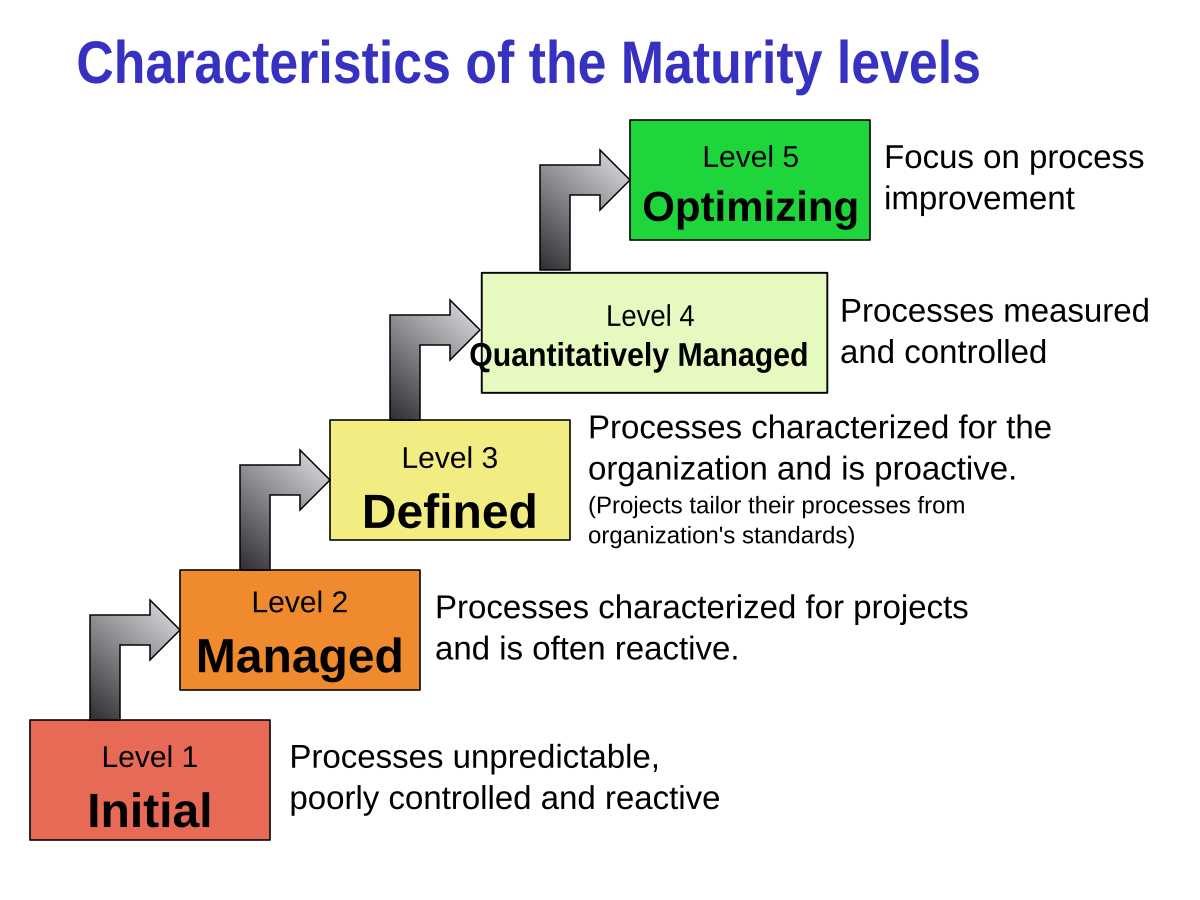 Characteristics of the Maturity levels
Level 5
Optimizing
Focus on process
improvement
Level 4
Quantitatively Managed
Processes measured
and controlled
Level 3
Defined
Processes characterized for the
organization and is proactive.
(Projects tailor their processes from
organization's standards)
Level 2
Managed
Processes characterized for projects
and is often reactive.
Level 1
Initial
Processes unpredictable,
poorly controlled and reactive